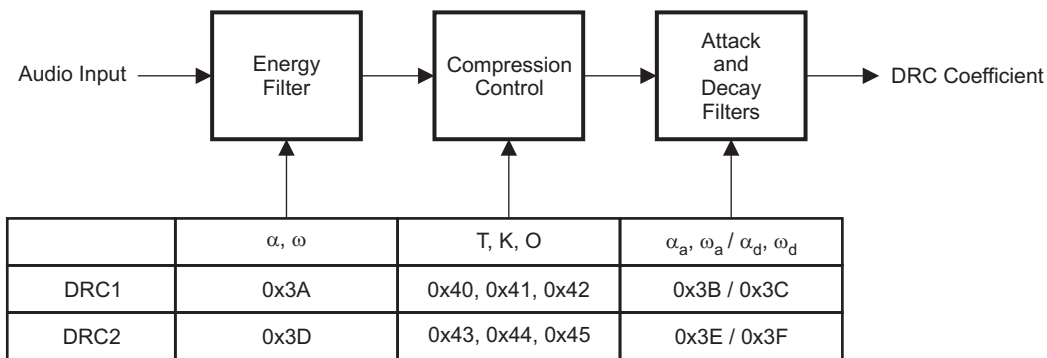 Audio Input
Energy
Filter
Compression
Control
Attack
and
Decay
Filters
DRC Coefficient
α, ω
T, K, O
αa, ωa / αd, ωd
DRC1
0x3A
0x40, 0x41, 0x42
0x3B / 0x3C
DRC2
0x3D
0x43, 0x44, 0x45
0x3E / 0x3F